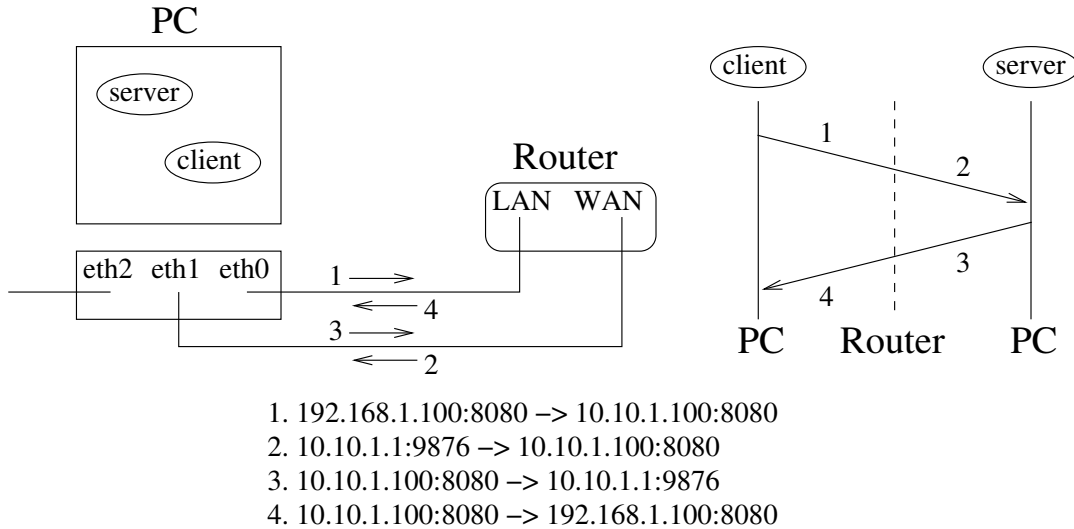 PC
server
client
eth2 eth1 eth0
Router
LAN WAN
1
4
3
2
client
server
1
2
3
4
PC
Router
PC
1. 192.168.1.100:8080 −> 10.10.1.100:8080
2. 10.10.1.1:9876 −> 10.10.1.100:8080
3. 10.10.1.100:8080 −> 10.10.1.1:9876
4. 10.10.1.100:8080 −> 192.168.1.100:8080